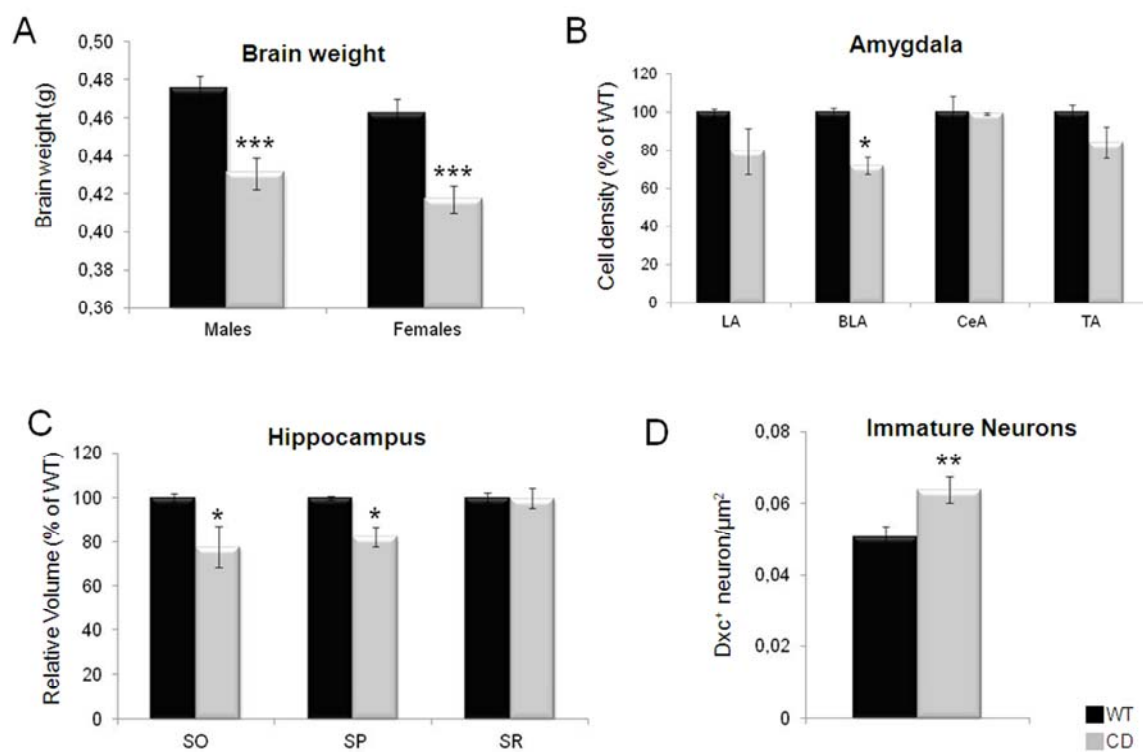 A
Brain weight
Brain weight (g)
0,50
0,48
0,46
0,44
0,42
0,40
0,38
0,36
***
***
Males
Females
B
Amygdala
Cell density (% of WT)
120
100
80
60
40
20
0
*
LA
BLA
CeA
TA
C
Hippocampus
Relative Volume (% of WT)
120
100
80
60
40
20
0
*
*
SO
SP
SR
D
Immature Neurons
Dxc⁺ neuron/µm²
0,08
0,06
0,04
0,02
0
**
WT
CD